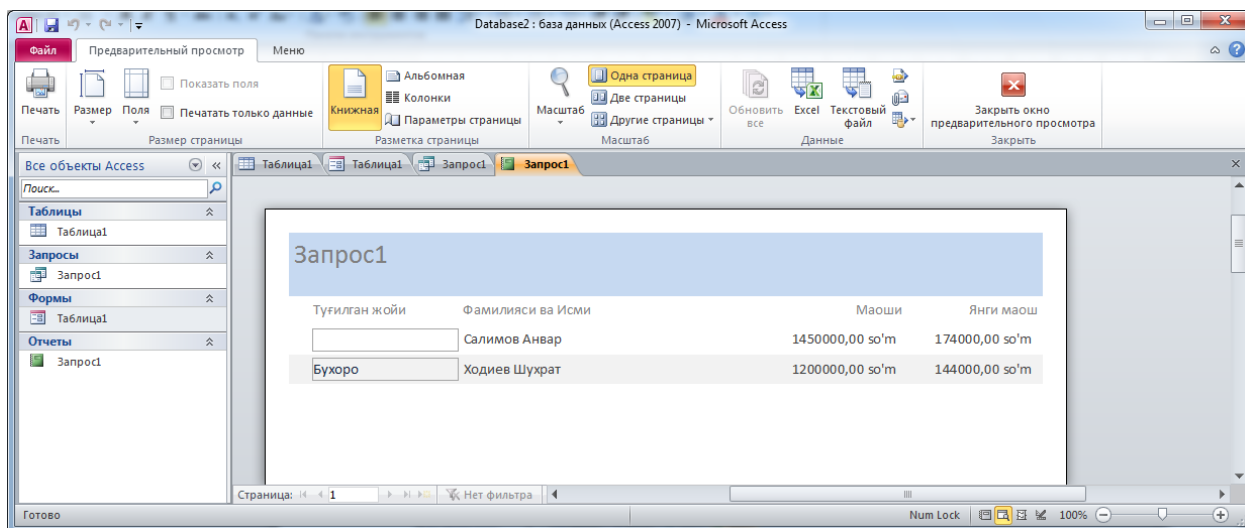 Database2 : база данных (Access 2007) - Microsoft Access
Файл Предварительный просмотр Меню
Печать
Размер
Поля
Показать поля
Печатать только данные
Книжная
Альбомная
Колонки
Параметры страницы
Масштаб
Одна страница
Две страницы
Другие страницы
Обновить все
Excel
Текстовый файл
Закрыть окно предварительного просмотра
Печать Размер страницы Разметка страницы Масштаб Данные Закрыть
Все объекты Access
Поиск...
Таблицы
Таблица1
Запросы
Запрос1
Формы
Таблица1
Отчеты
Запрос1
Таблица1 Таблица1 Запрос1 Запрос1
Запрос1
Туғилган жойи Фамилияси ва Исми Маоши Янги маош
Салимов Анвар 1450000,00 so'm 174000,00 so'm
Бухоро Ходиев Шухрат 1200000,00 so'm 144000,00 so'm
Страница: 1 Нет фильтра
Готово Num Lock 100%